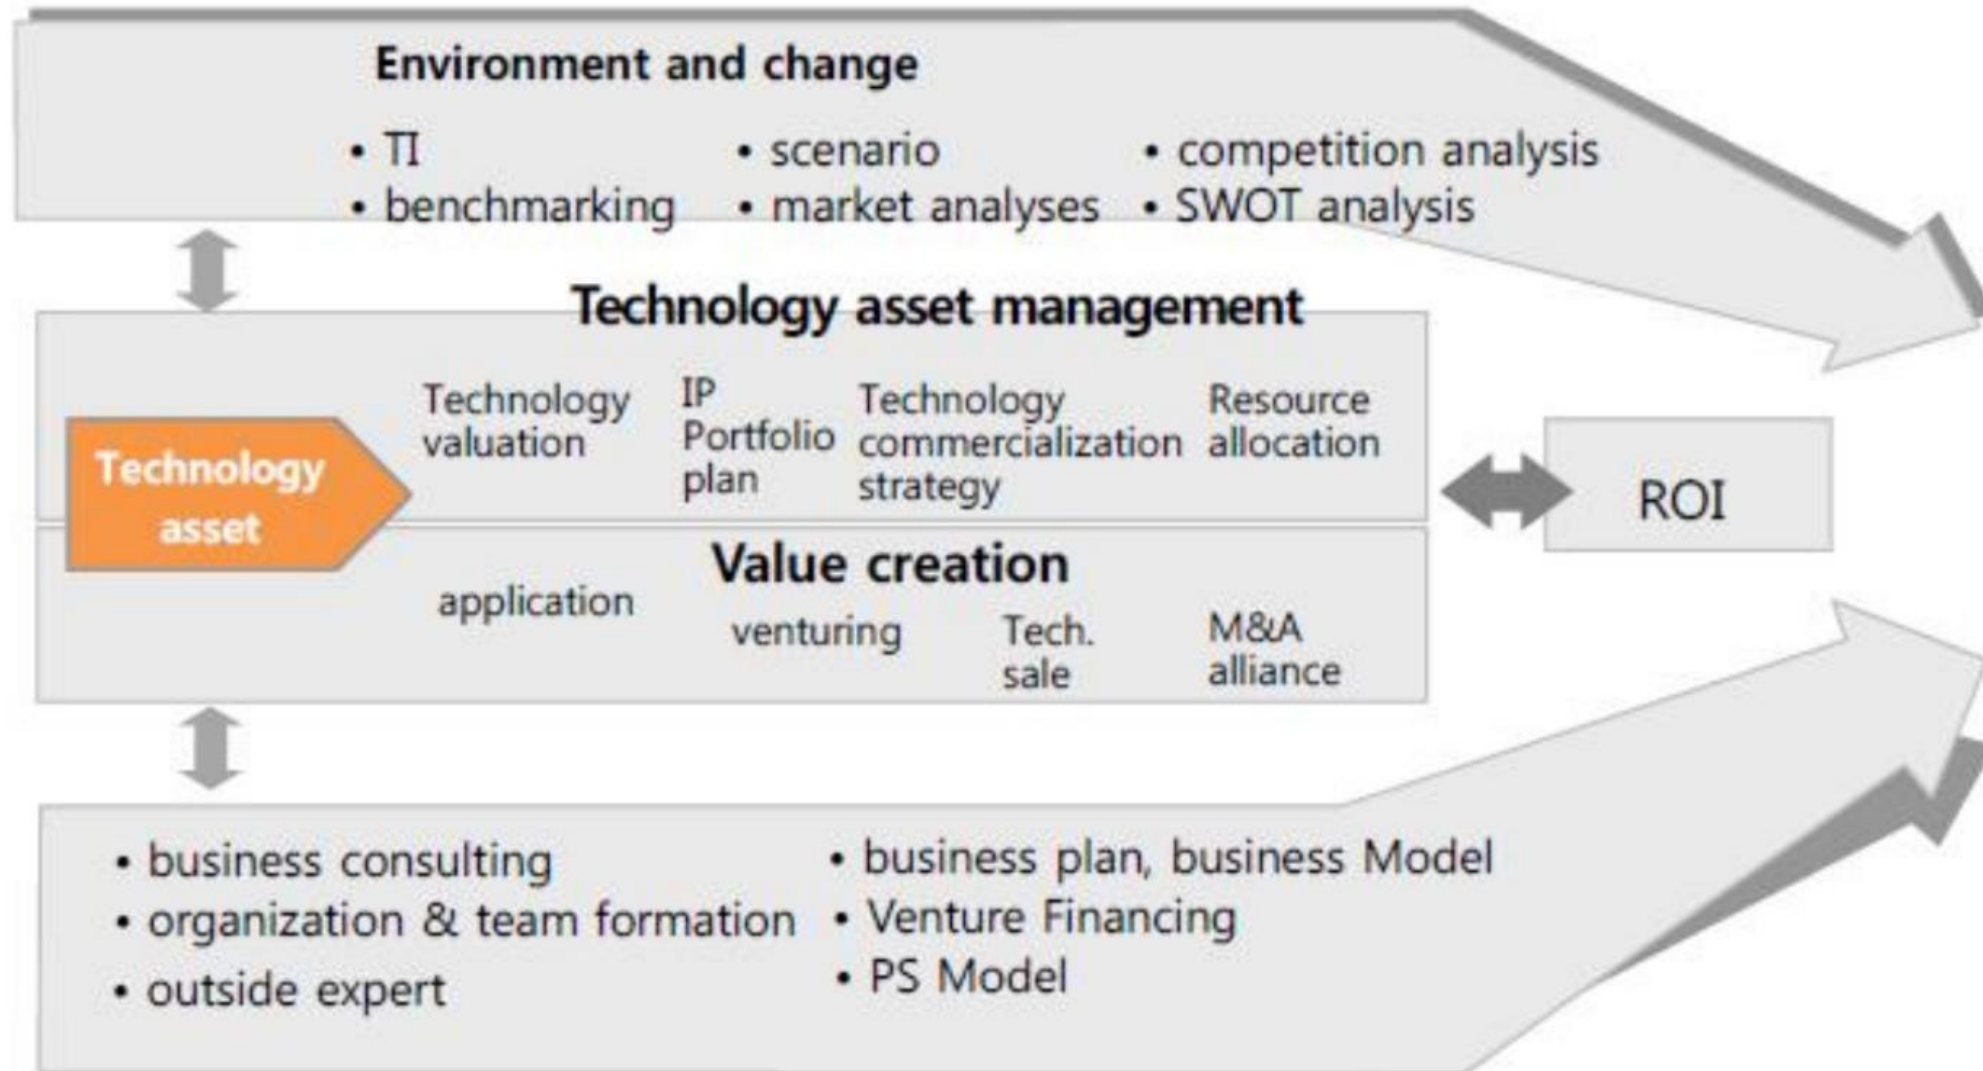 Environment and change
• TI
• scenario
• competition analysis
• benchmarking
• market analyses
• SWOT analysis
Technology asset management
Technology
valuation
IP
Portfolio
plan
Technology
commercialization
strategy
Resource
allocation
Technology
asset
ROI
Value creation
application
venturing
Tech.
sale
M&A
alliance
• business consulting
• organization & team formation
• outside expert
• business plan, business Model
• Venture Financing
• PS Model